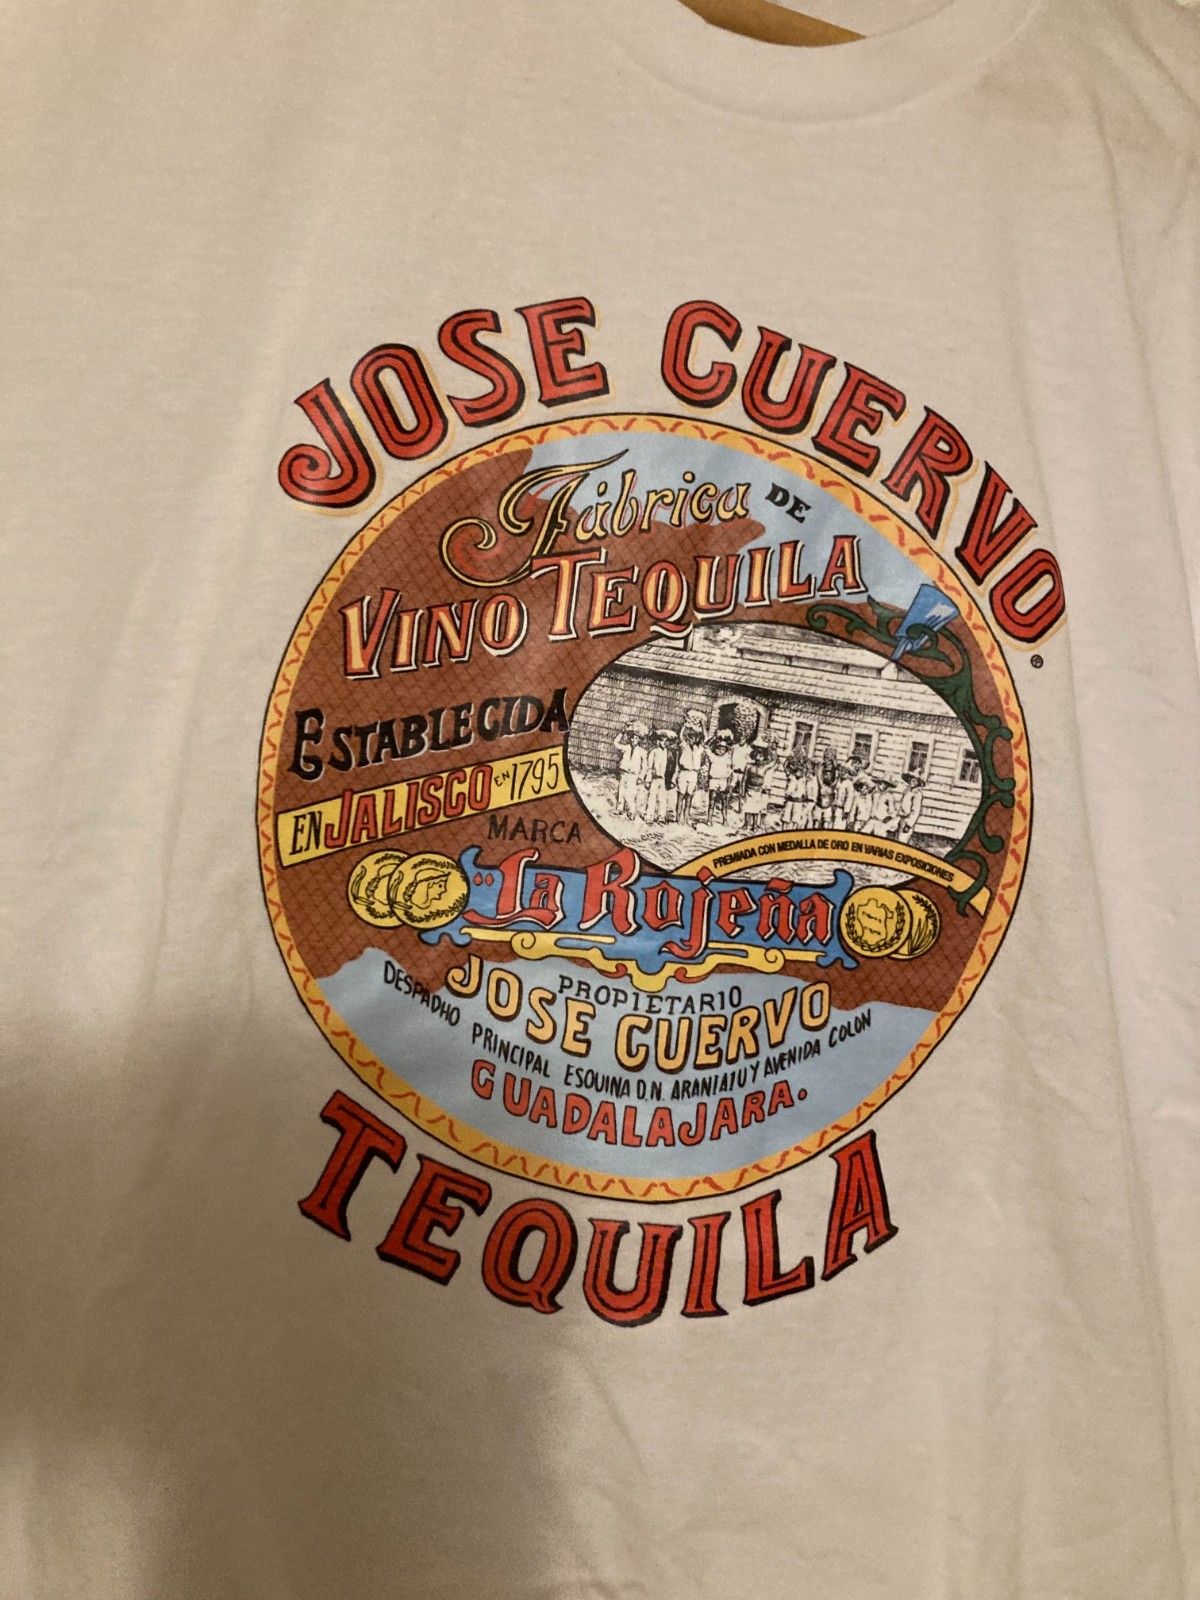 JOSE CUERVO
®
Fábrica DE
VINO TEQUILA
ESTABLECIDA
EN JALISCO EN 1795
MARCA
PREMIADA CON MEDALLA DE ORO EN VARIAS EXPOSICIONES
"La Rojeña
PROPIETARIO
JOSE CUERVO
DESPADHO PRINCIPAL ESQUINA D.N. ARANIAIU Y AVENIDA COLON
GUADALAJARA.
TEQUILA